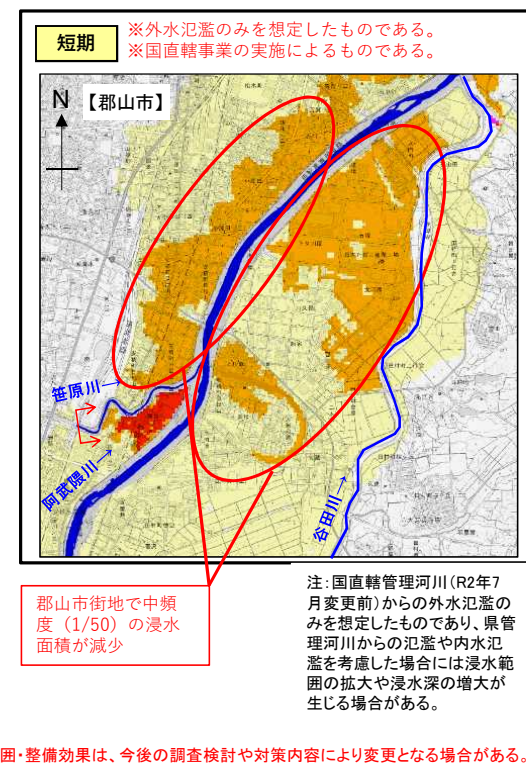 短期
※外水氾濫のみを想定したものである。
※国直轄事業の実施によるものである。
N
【郡山市】
笹原川→
阿武隈川→
谷田川→
郡山市街地で中頻
度（1/50）の浸水
面積が減少
注：国直轄管理河川（R2年7
月変更前）からの外水氾濫の
みを想定したものであり、県管
理河川からの氾濫や内水氾
濫を考慮した場合には浸水範
囲の拡大や浸水深の増大が
生じる場合がある。
囲・整備効果は、今後の調査検討や対策内容により変更となる場合がある。